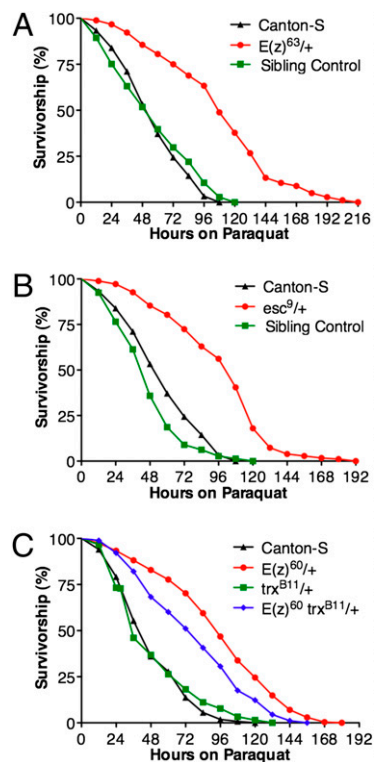 A
Survivorship (%)
100
75
50
25
0
Canton-S
E(z)⁶³/+
Sibling Control
0 24 48 72 96 120 144 168 192 216
Hours on Paraquat
B
Survivorship (%)
100
75
50
25
0
Canton-S
esc⁹/+
Sibling Control
0 24 48 72 96 120 144 168 192
Hours on Paraquat
C
Survivorship (%)
100
75
50
25
0
Canton-S
E(z)⁶⁰/+
trxᴮ¹¹/+
E(z)⁶⁰ trxᴮ¹¹/+
0 24 48 72 96 120 144 168 192
Hours on Paraquat